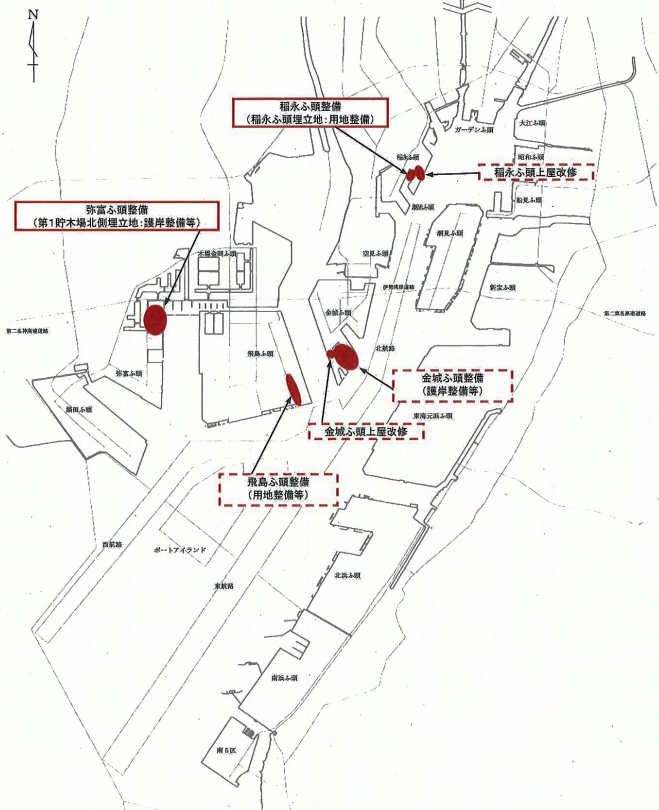 N
稲永ふ頭整備
（稲永ふ頭埋立地：用地整備）
ガーデンふ頭
大江ふ頭
稲永ふ頭
昭和ふ頭
稲永ふ頭上屋改修
船見ふ頭
潮凪ふ頭
弥富ふ頭整備
（第１貯木場北側埋立地：護岸整備等）
潮見ふ頭
木場金岡ふ頭
空見ふ頭
伊勢湾岸道路
新宝ふ頭
金城ふ頭
第二名神高速道路
第二東名高速道路
北航路
飛島ふ頭
弥富ふ頭
金城ふ頭整備
（護岸整備等）
鍋田ふ頭
東海元浜ふ頭
金城ふ頭上屋改修
飛島ふ頭整備
（用地整備等）
西航路
ポートアイランド
東航路
北浜ふ頭
南浜ふ頭
南５区